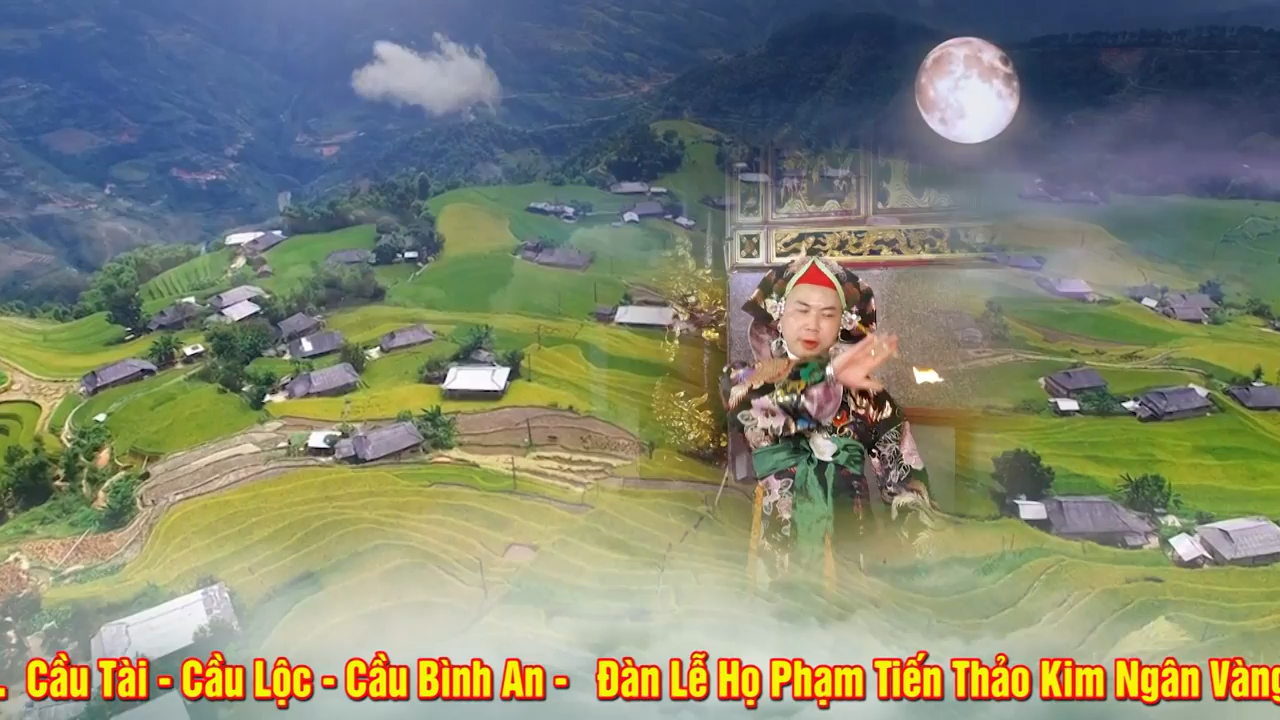 . Cầu Tài - Cầu Lộc - Cầu Bình An - Đàn Lễ Họ Phạm Tiến Thảo Kim Ngân Vàng